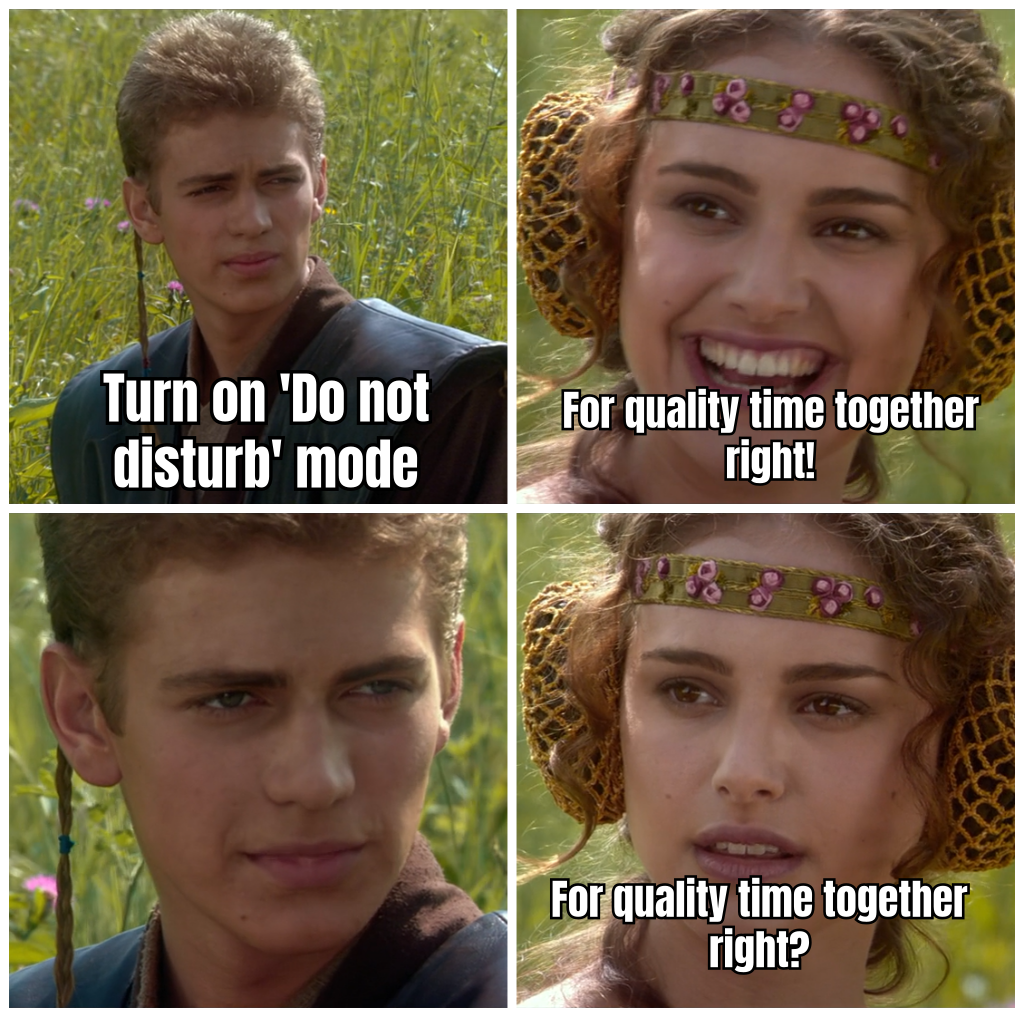 Turn on 'Do not
disturb' mode
For quality time together
right!
For quality time together
right?